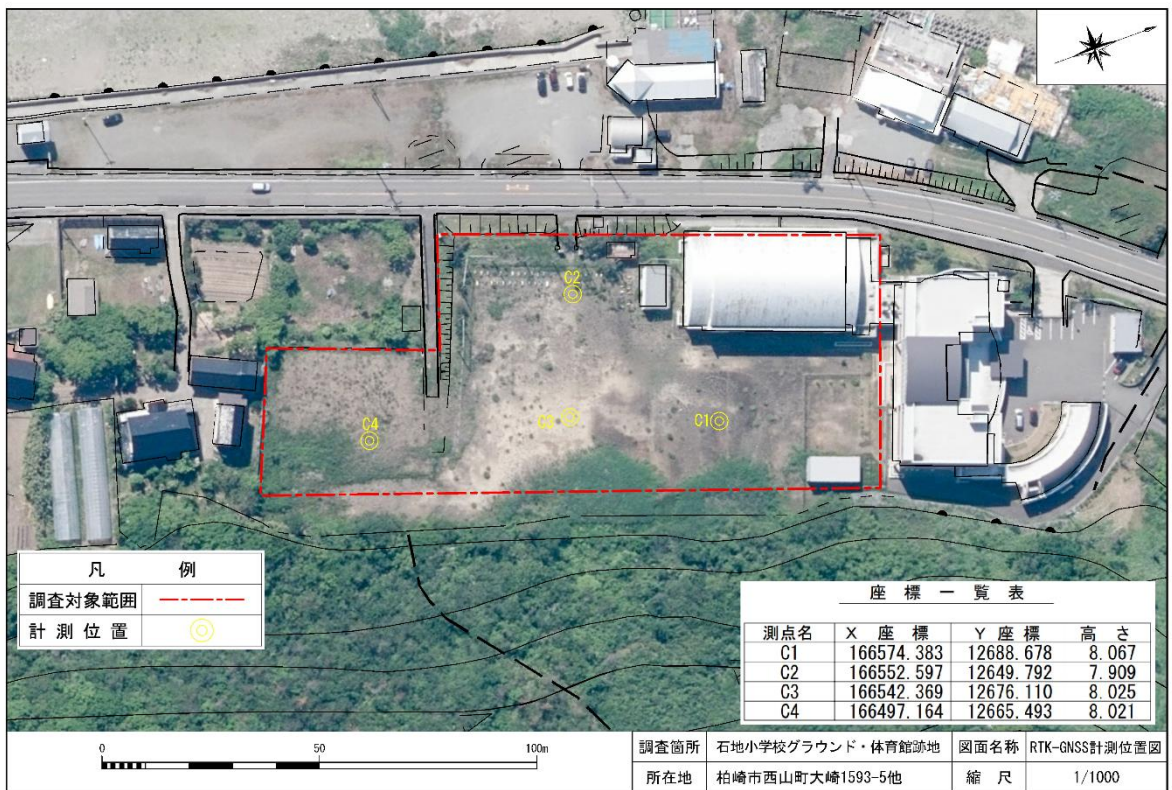 C2
C4
C3
C1
凡 例
調査対象範囲
計測位置
座標一覧表
測点名 X座標 Y座標 高さ
C1 166574.383 12688.678 8.067
C2 166552.597 12649.792 7.909
C3 166542.369 12676.110 8.025
C4 166497.164 12665.493 8.021
0 50 100m
調査箇所 石地小学校グラウンド・体育館跡地 図面名称 RTK-GNSS計測位置図
所在地 柏崎市西山町大崎1593-5他 縮尺 1/1000